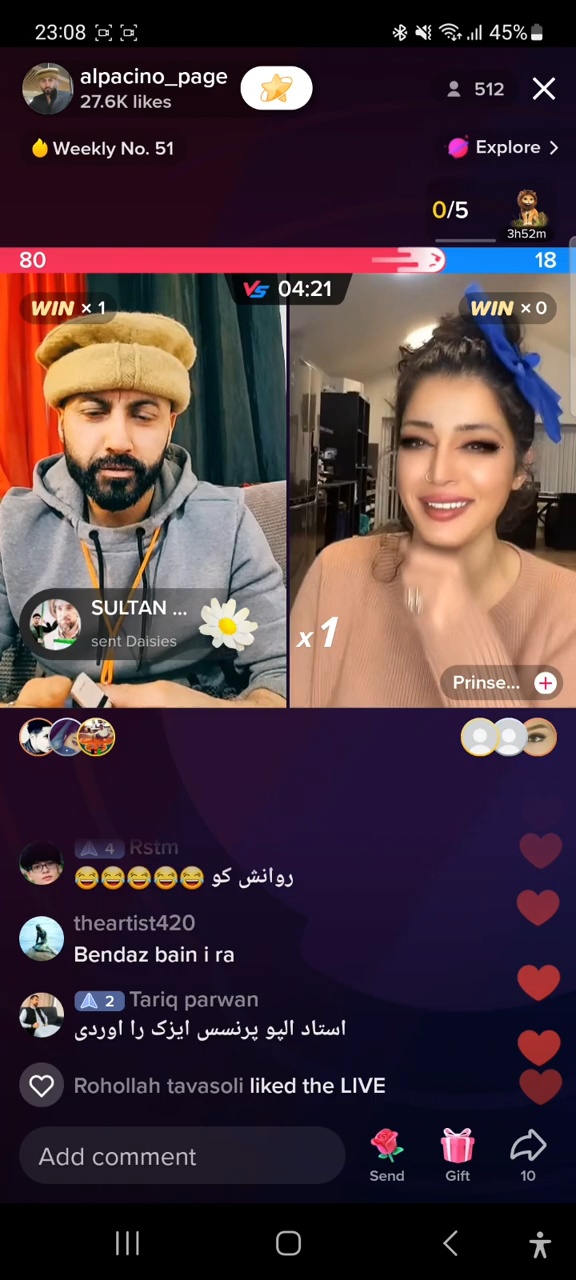 23:08
45%
alpacino_page
27.6K likes
512
Weekly No. 51
Explore >
0/5
3h52m
80
18
VS 04:21
WIN x 1
WIN x 0
SULTAN ...
sent Daisies
x 1
Prinse...
4 Rstm
روانش کو 😂😂😂😂😂
theartist420
Bendaz bain i ra
2 Tariq parwan
استاد الپو پرنسس ایزک را اوردی
Rohollah tavasoli liked the LIVE
Add comment
Send
Gift
10